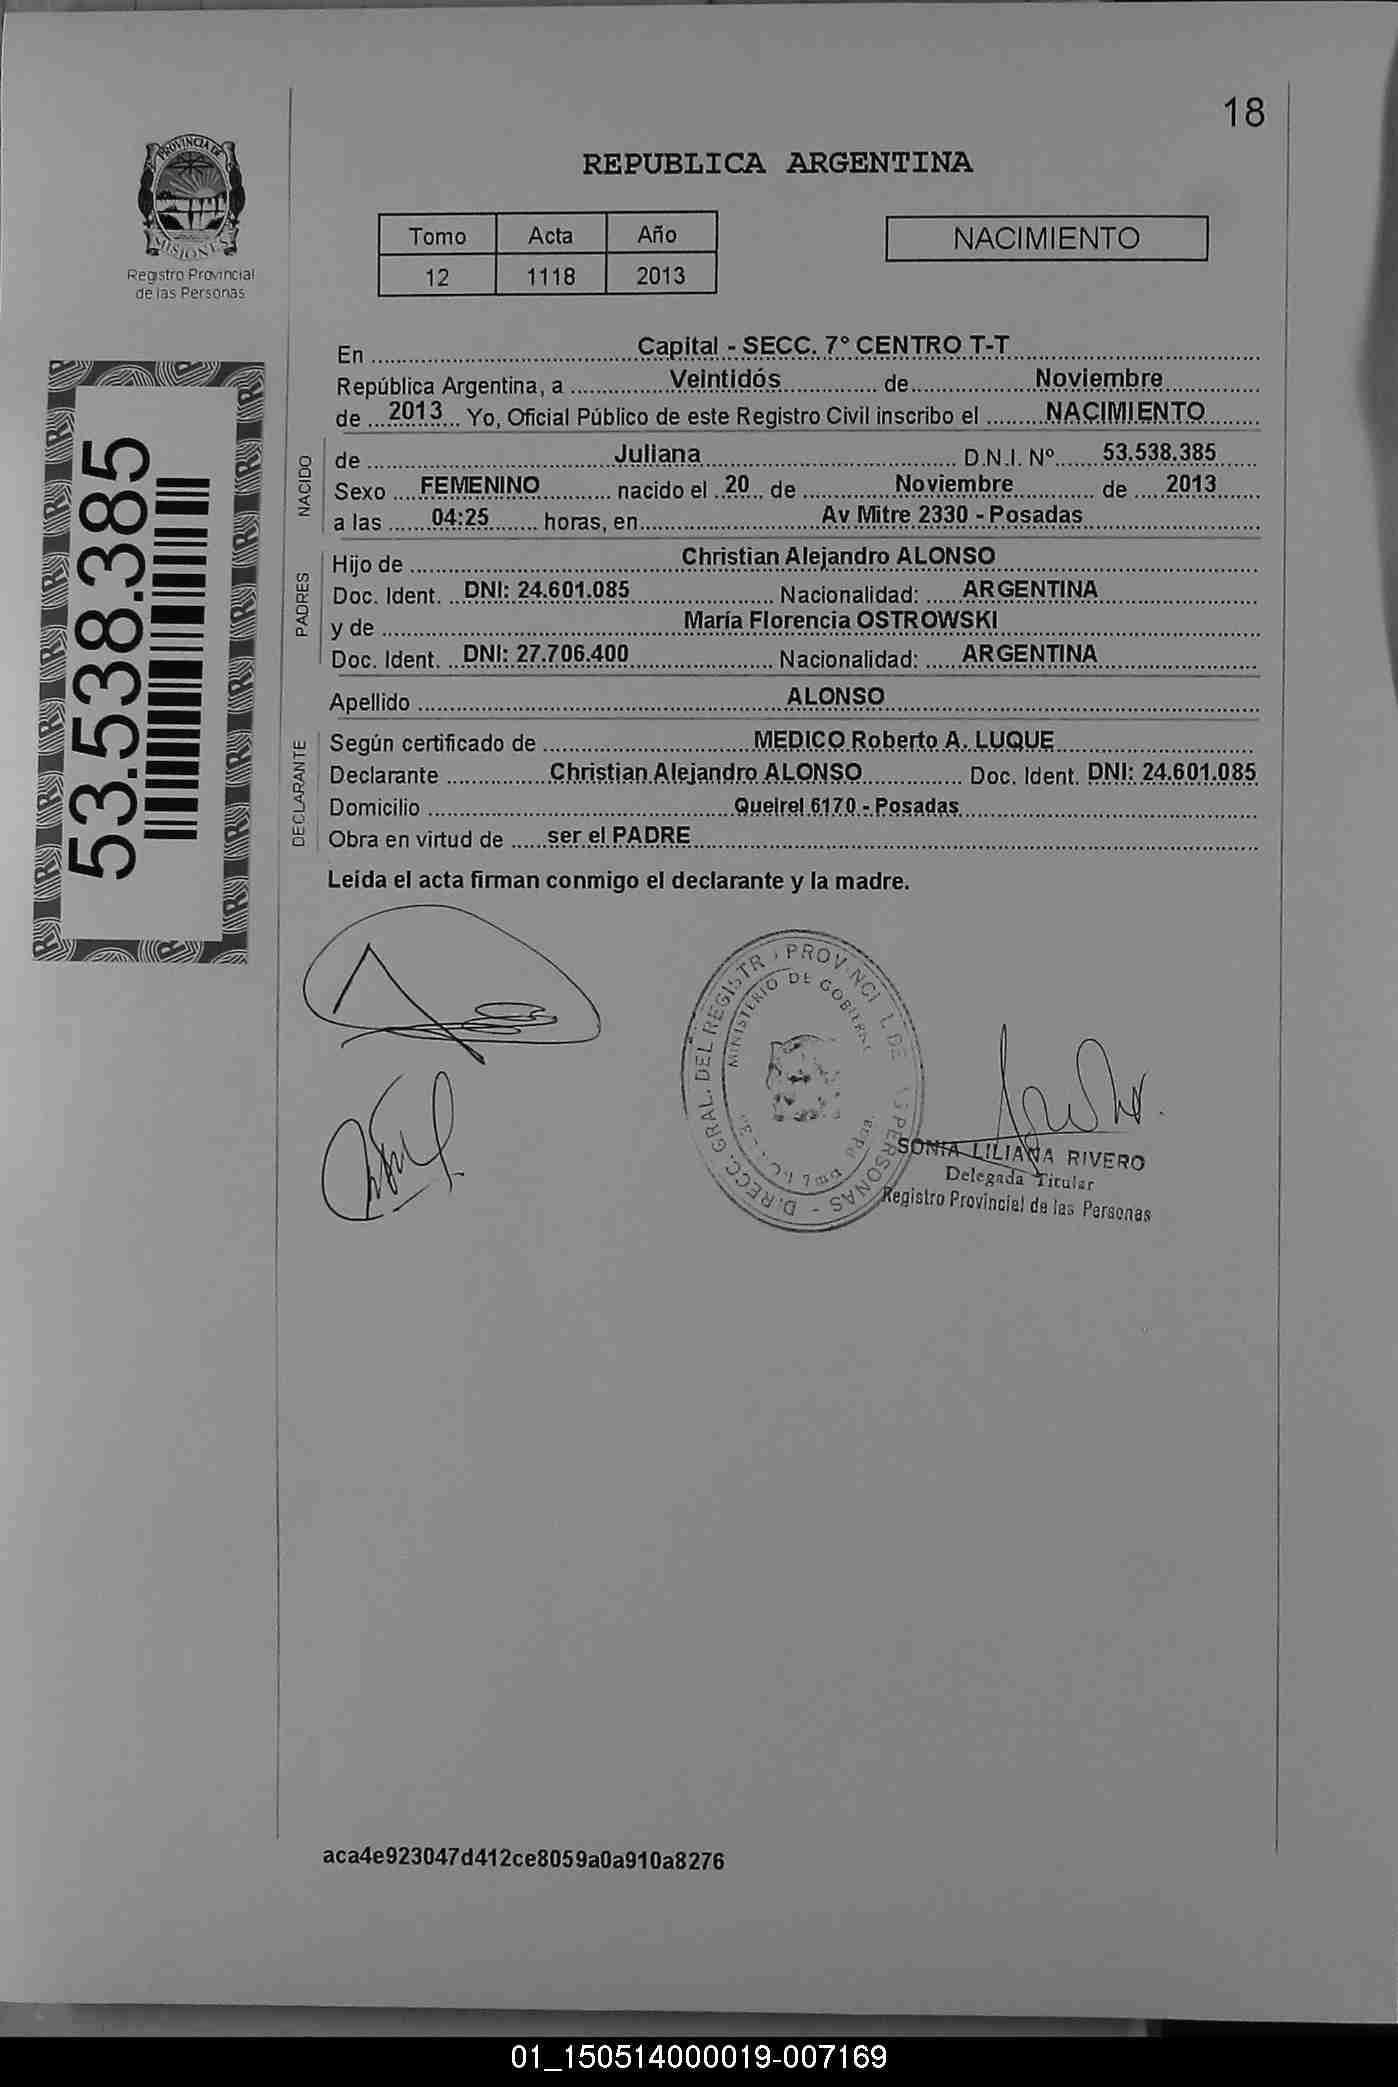 18
PROVINCIA DE
MISIONES
Registro Provincial
de las Personas
REPUBLICA ARGENTINA
Tomo Acta Año
12 1118 2013
NACIMIENTO
53.538.385
En Capital - SECC. 7° CENTRO T-T
República Argentina, a Veintidós de Noviembre
de 2013 Yo, Oficial Público de este Registro Civil inscribo el NACIMIENTO
NACIDO
de Juliana D.N.I. Nº 53.538.385
Sexo FEMENINO nacido el 20 de Noviembre de 2013
a las 04:25 horas, en Av Mitre 2330 - Posadas
PADRES
Hijo de Christian Alejandro ALONSO
Doc. Ident. DNI: 24.601.085 Nacionalidad: ARGENTINA
y de María Florencia OSTROWSKI
Doc. Ident. DNI: 27.706.400 Nacionalidad: ARGENTINA
Apellido ALONSO
DECLARANTE
Según certificado de MEDICO Roberto A. LUQUE
Declarante Christian Alejandro ALONSO Doc. Ident. DNI: 24.601.085
Domicilio Queirel 6170 - Posadas
Obra en virtud de ser el PADRE
Leída el acta firman conmigo el declarante y la madre.
MINISTERIO DE GOBIERNO
SONIA LILIANA RIVERO
Delegada Titular
Registro Provincial de las Personas
aca4e923047d412ce8059a0a910a8276
01_150514000019-007169